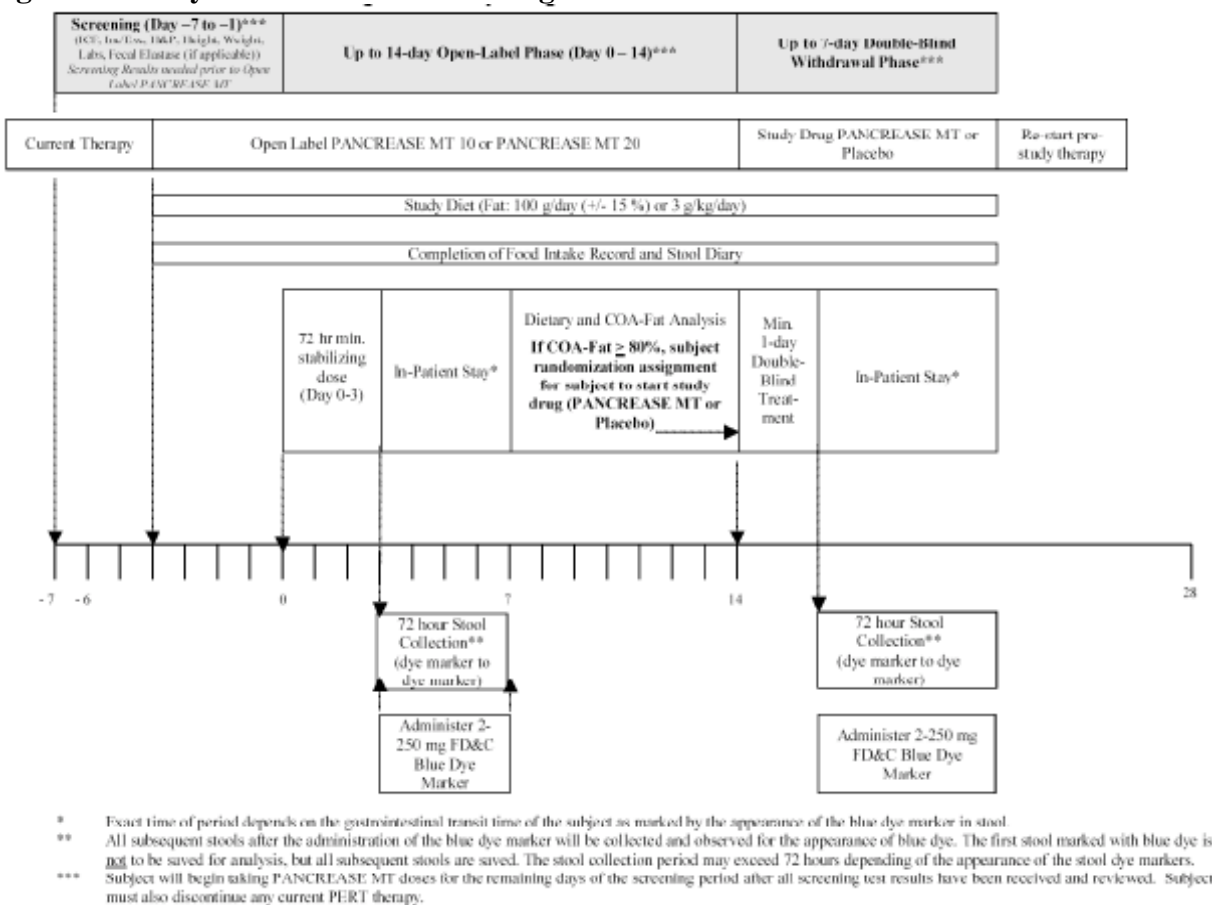 Screening (Day –7 to –1)***
(ICF, Inc/Exc, H&P, Height, Weight,
Labs, Fecal Elastase (if applicable))
Screening Results needed prior to Open
Label PANCREASE MT
Up to 14-day Open-Label Phase (Day 0 – 14)***
Up to 7-day Double-Blind
Withdrawal Phase***
Current Therapy
Open Label PANCREASE MT 10 or PANCREASE MT 20
Study Drug PANCREASE MT or
Placebo
Re-start pre-
study therapy
Study Diet (Fat: 100 g/day (+/- 15 %) or 3 g/kg/day)
Completion of Food Intake Record and Stool Diary
72 hr min.
stabilizing
dose
(Day 0-3)
In-Patient Stay*
Dietary and COA-Fat Analysis
If COA-Fat ≥ 80%, subject
randomization assignment
for subject to start study
drug (PANCREASE MT or
Placebo)
Min.
1-day
Double-
Blind
Treat-
ment
In-Patient Stay*
-7 -6 0 7 14 28
72 hour Stool
Collection**
(dye marker to
dye marker)
72 hour Stool
Collection**
(dye marker to dye
marker)
Administer 2-
250 mg FD&C
Blue Dye
Marker
Administer 2-250 mg
FD&C Blue Dye
Marker
* Exact time of period depends on the gastrointestinal transit time of the subject as marked by the appearance of the blue dye marker in stool.
** All subsequent stools after the administration of the blue dye marker will be collected and observed for the appearance of blue dye. The first stool marked with blue dye is
not to be saved for analysis, but all subsequent stools are saved. The stool collection period may exceed 72 hours depending of the appearance of the stool dye markers.
*** Subject will begin taking PANCREASE MT doses for the remaining days of the screening period after all screening test results have been received and reviewed. Subject
must also discontinue any current PERT therapy.